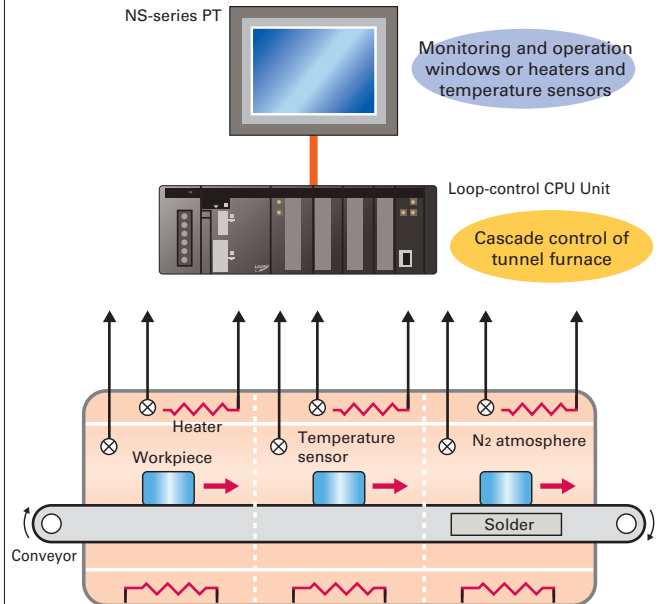 NS-series PT
Monitoring and operation
windows or heaters and
temperature sensors
Loop-control CPU Unit
Cascade control of
tunnel furnace
Heater
Temperature
sensor
N2 atmosphere
Workpiece
Solder
Conveyor